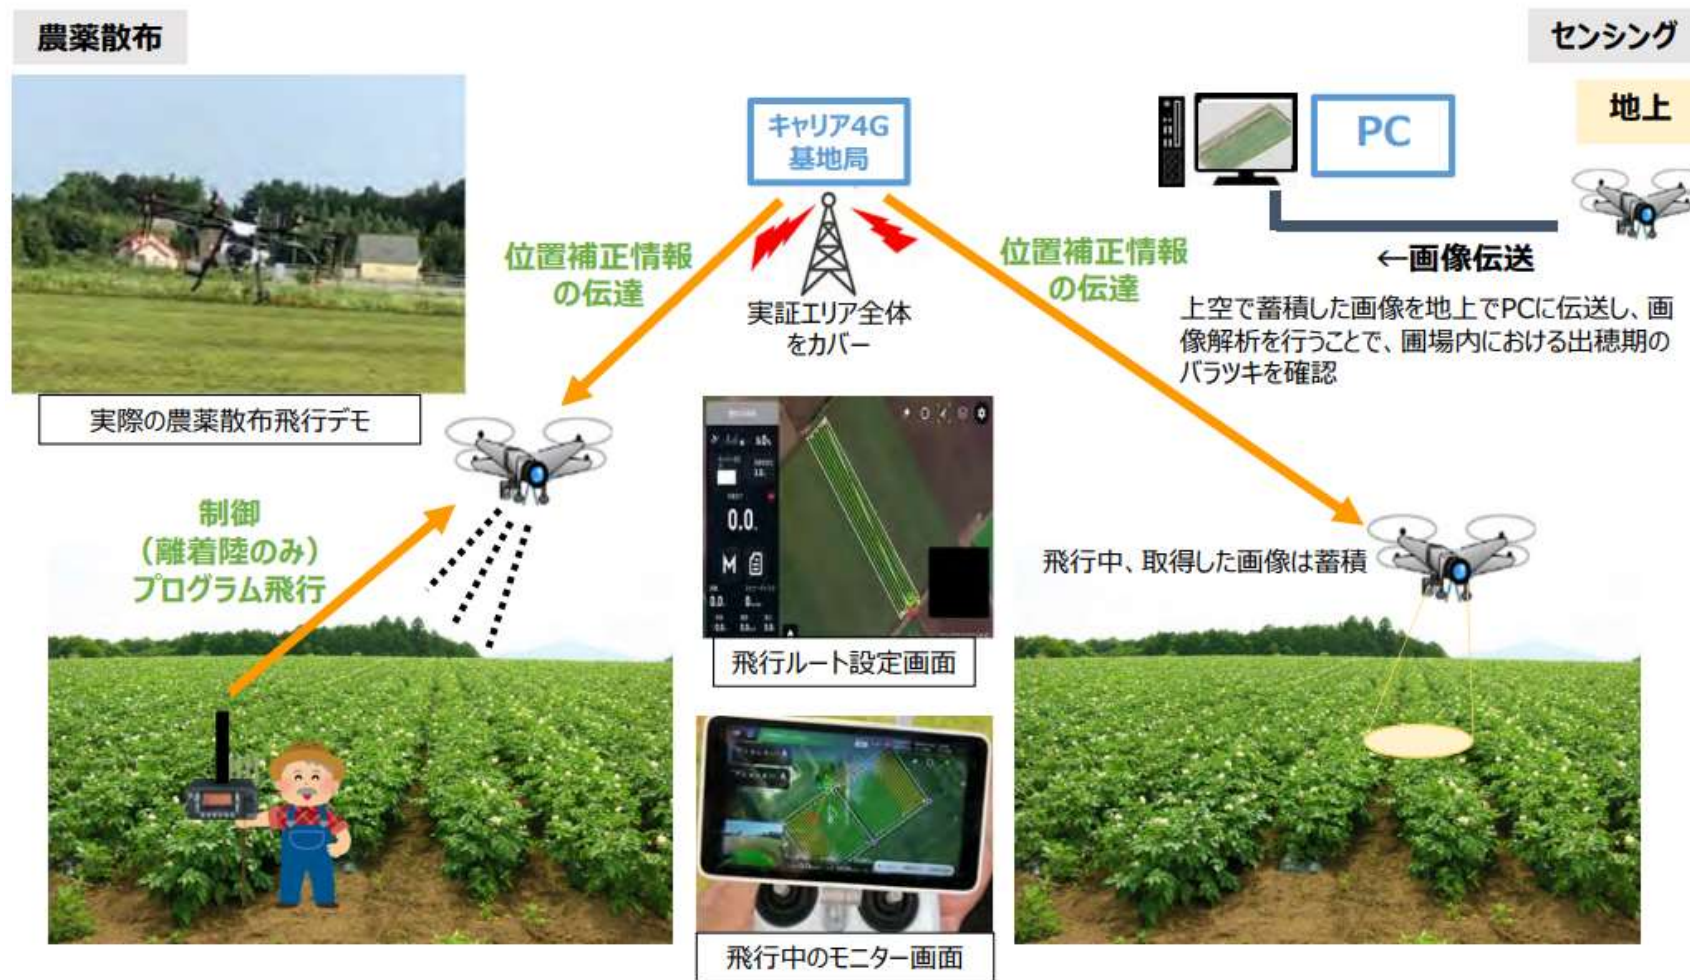 農薬散布
センシング
キャリア4G
基地局
PC
地上
位置補正情報
の伝達
位置補正情報
の伝達
←画像伝送
実証エリア全体
をカバー
上空で蓄積した画像を地上でPCに伝送し、画
像解析を行うことで、圃場内における出穂期の
バラツキを確認
実際の農薬散布飛行デモ
制御
（離着陸のみ）
プログラム飛行
0.0
M
飛行中、取得した画像は蓄積
飛行ルート設定画面
飛行中のモニター画面